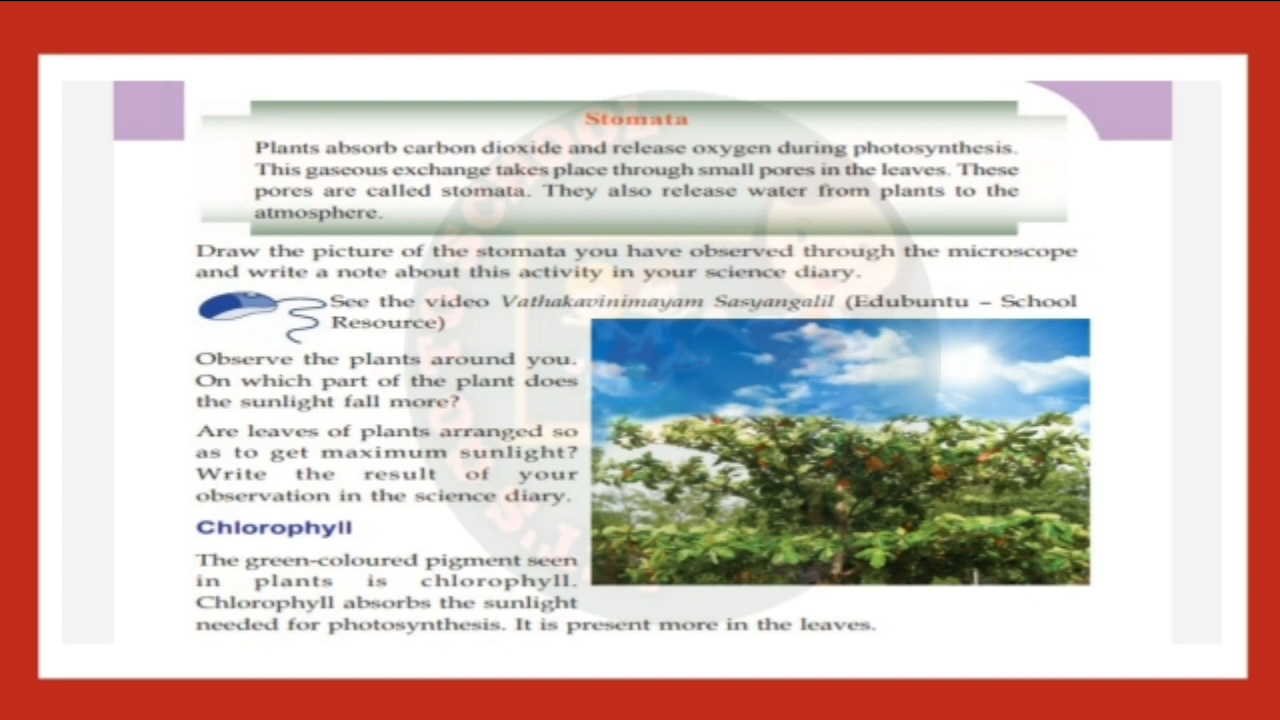 Stomata
Plants absorb carbon dioxide and release oxygen during photosynthesis.
This gaseous exchange takes place through small pores in the leaves. These
pores are called stomata. They also release water from plants to the
atmosphere.
Draw the picture of the stomata you have observed through the microscope
and write a note about this activity in your science diary.
See the video Vathakavinimayam Sasyangalil (Edubuntu – School
Resource)
Observe the plants around you.
On which part of the plant does
the sunlight fall more?
Are leaves of plants arranged so
as to get maximum sunlight?
Write the result of your
observation in the science diary.
Chlorophyll
The green-coloured pigment seen
in plants is chlorophyll.
Chlorophyll absorbs the sunlight
needed for photosynthesis. It is present more in the leaves.